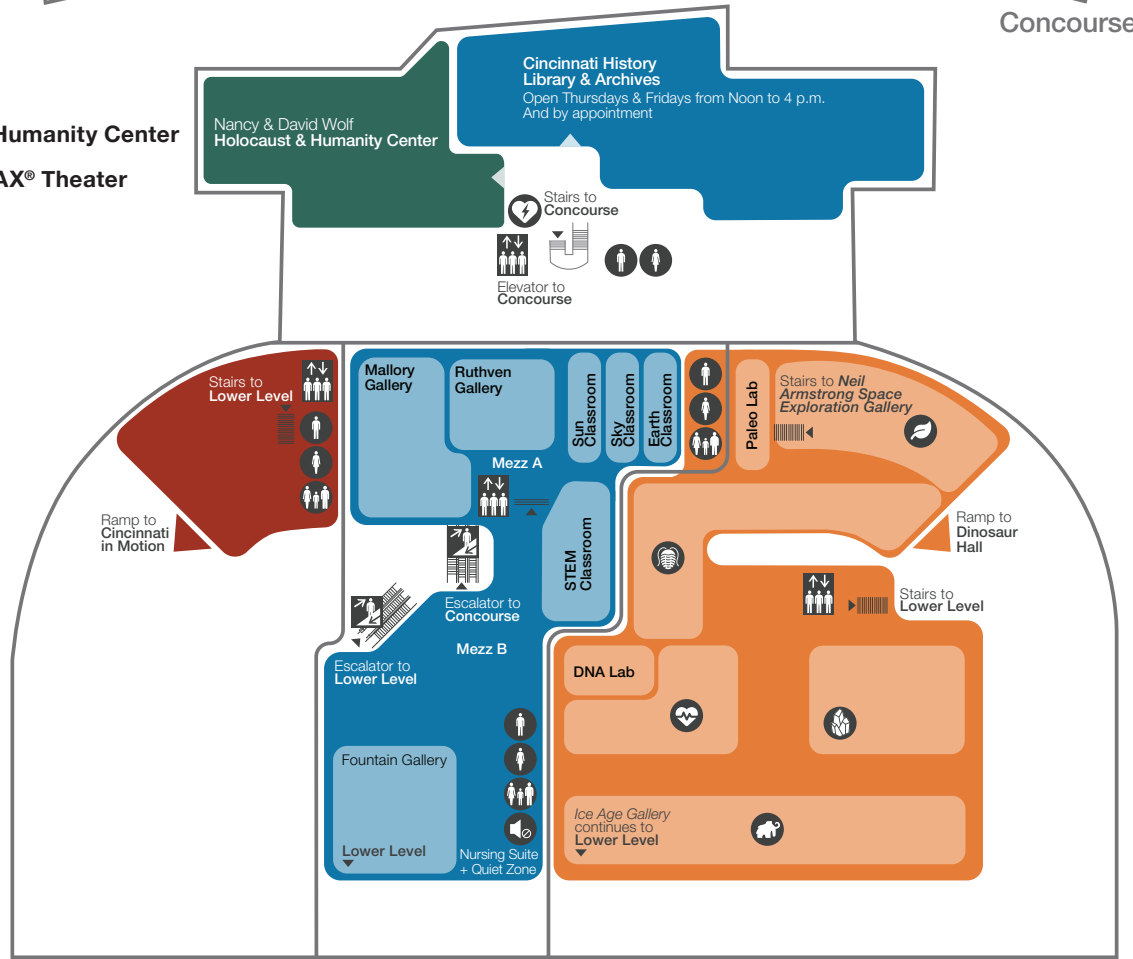 Concourse
Humanity Center
AX® Theater
Cincinnati History
Library & Archives
Open Thursdays & Fridays from Noon to 4 p.m.
And by appointment
Nancy & David Wolf
Holocaust & Humanity Center
Stairs to
Concourse
Elevator to
Concourse
Stairs to
Lower Level
Ramp to
Cincinnati
in Motion
Mallory
Gallery
Ruthven
Gallery
Sun
Classroom
Sky
Classroom
Earth
Classroom
Mezz A
STEM
Classroom
Paleo Lab
Stairs to Neil
Armstrong Space
Exploration Gallery
Ramp to
Dinosaur
Hall
Stairs to
Lower Level
Escalator to
Concourse
Mezz B
Escalator to
Lower Level
DNA Lab
Fountain Gallery
Lower Level
Nursing Suite
+ Quiet Zone
Ice Age Gallery
continues to
Lower Level